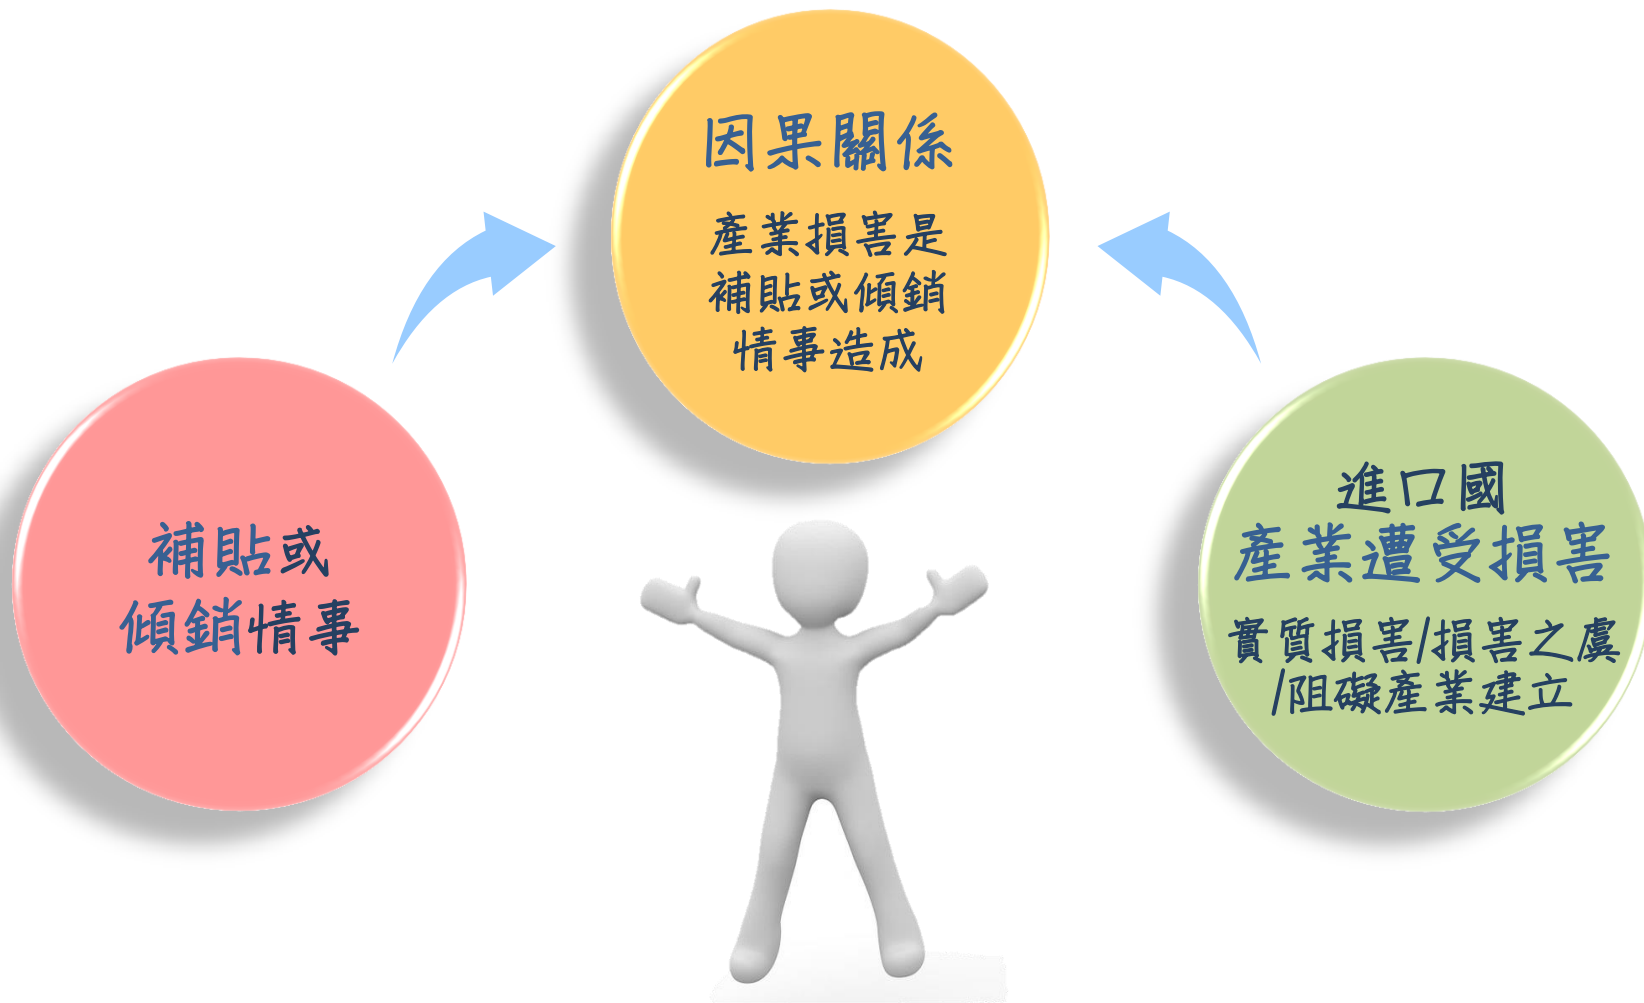 因果關係
產業損害是
補貼或傾銷
情事造成
補貼或
傾銷情事
進口國
產業遭受損害
實質損害/損害之虞
/阻礙產業建立